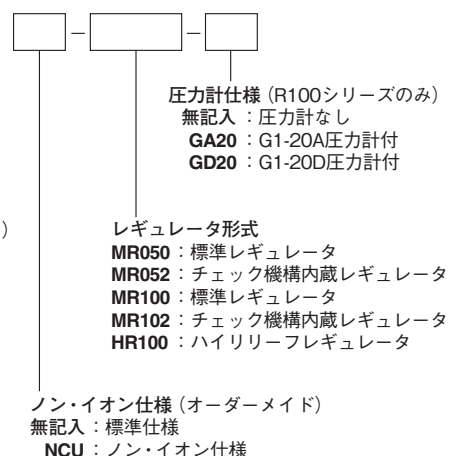 － －
圧力計仕様（R100シリーズのみ）
無記入：圧力計なし
GA20：G1-20A圧力計付
GD20：G1-20D圧力計付
)
レギュレータ形式
MR050：標準レギュレータ
MR052：チェック機構内蔵レギュレータ
MR100：標準レギュレータ
MR102：チェック機構内蔵レギュレータ
HR100：ハイリリーフレギュレータ
ノン・イオン仕様（オーダーメイド）
無記入：標準仕様
NCU：ノン・イオン仕様